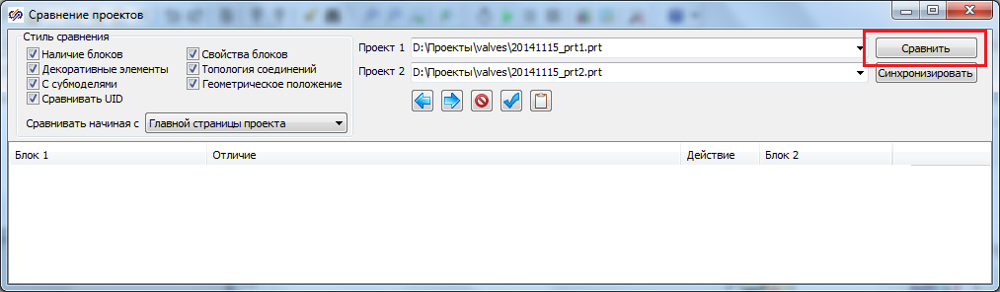 Сравнение проектов
Стиль сравнения
Наличие блоков
Свойства блоков
Декоративные элементы
Топология соединений
С субмоделями
Геометрическое положение
Сравнивать UID
Сравнивать начиная с Главной страницы проекта
Проект 1 D:\Проекты\valves\20141115_prt1.prt Сравнить
Проект 2 D:\Проекты\valves\20141115_prt2.prt Синхронизировать
Блок 1 Отличие Действие Блок 2